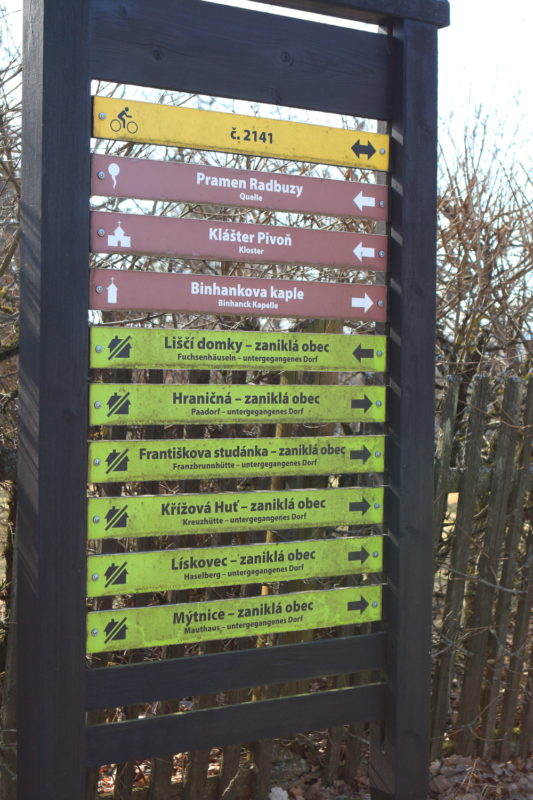 č. 2141
Pramen Radbuzy
Quelle
Klášter Pivoň
Kloster
Binhankova kaple
Binhanck Kapelle
Liščí domky – zaniklá obec
Fuchsenhäuseln – untergegangenes Dorf
Hraničná – zaniklá obec
Paadorf – untergegangenes Dorf
Františkova studánka – zaniklá obec
Franzbrunnhütte – untergegangenes Dorf
Křížová Huť – zaniklá obec
Kreuzhütte – untergegangenes Dorf
Lískovec – zaniklá obec
Haselberg – untergegangenes Dorf
Mýtnice – zaniklá obec
Mauthaus – untergegangenes Dorf